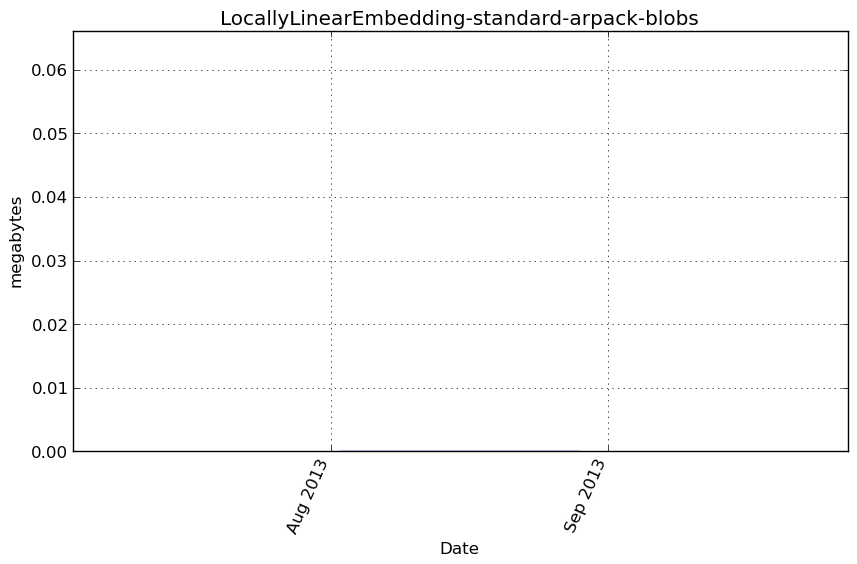 LocallyLinearEmbedding-standard-arpack-blobs
0.06
0.05
0.04
0.03
0.02
0.01
0.00
megabytes
Aug 2013
Sep 2013
Date